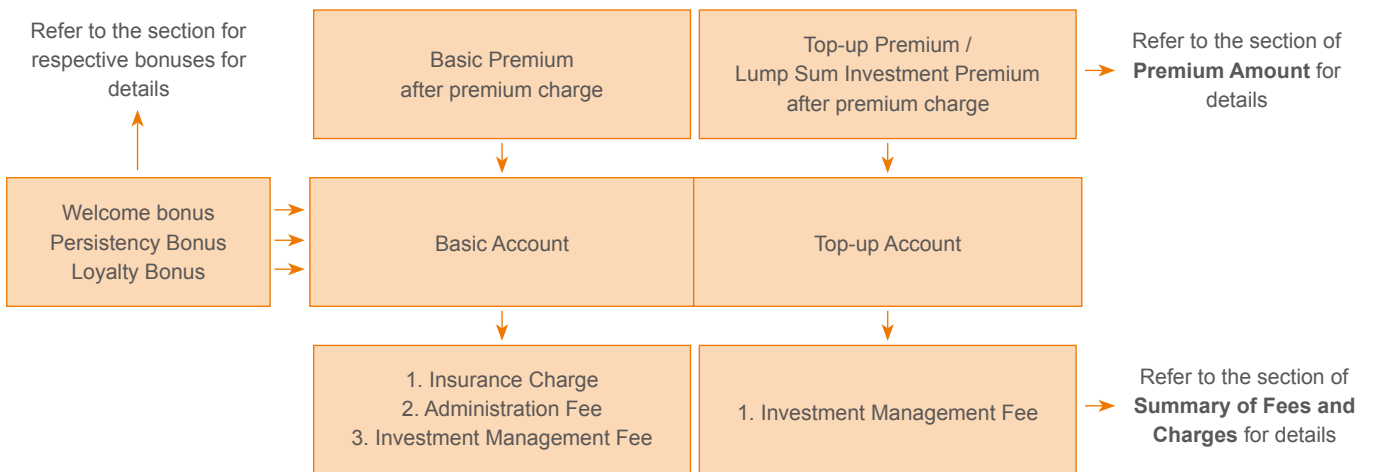 Refer to the section for
respective bonuses for
details
Basic Premium
after premium charge
Top-up Premium /
Lump Sum Investment Premium
after premium charge
Refer to the section of
Premium Amount for
details
Welcome bonus
Persistency Bonus
Loyalty Bonus
Basic Account
Top-up Account
1. Insurance Charge
2. Administration Fee
3. Investment Management Fee
1. Investment Management Fee
Refer to the section of
Summary of Fees and
Charges for details